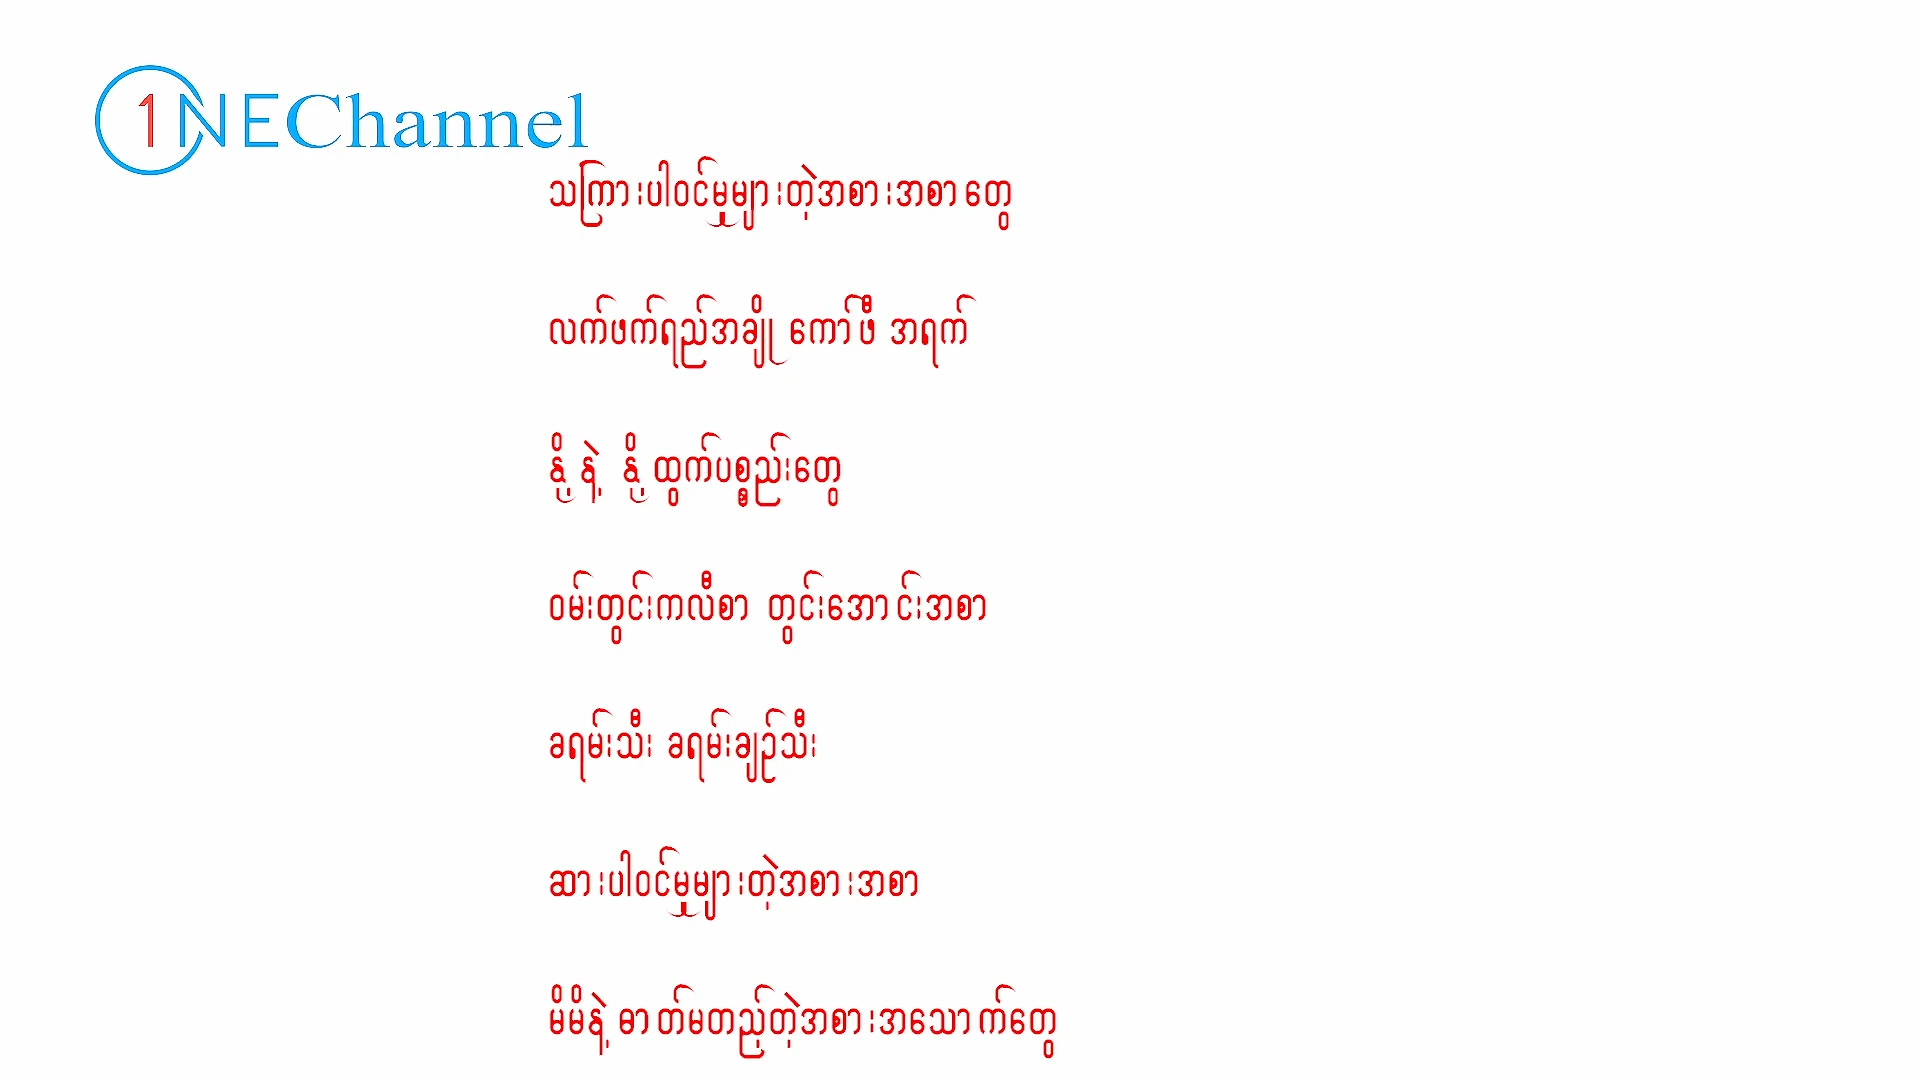 1NEChannel
သကြားပါဝင်မှုများတဲ့အစားအစာတွေ
လက်ဖက်ရည်အချို ကော်ဖီ အရက်
နို့နဲ့ နို့ထွက်ပစ္စည်းတွေ
ဝမ်းတွင်းကလီစာ တွင်းအောင်းအစာ
ခရမ်းသီး ခရမ်းချဉ်သီး
ဆားပါဝင်မှုများတဲ့အစားအစာ
မိမိနဲ့ဓာတ်မတည့်တဲ့အစားအသောက်တွေ